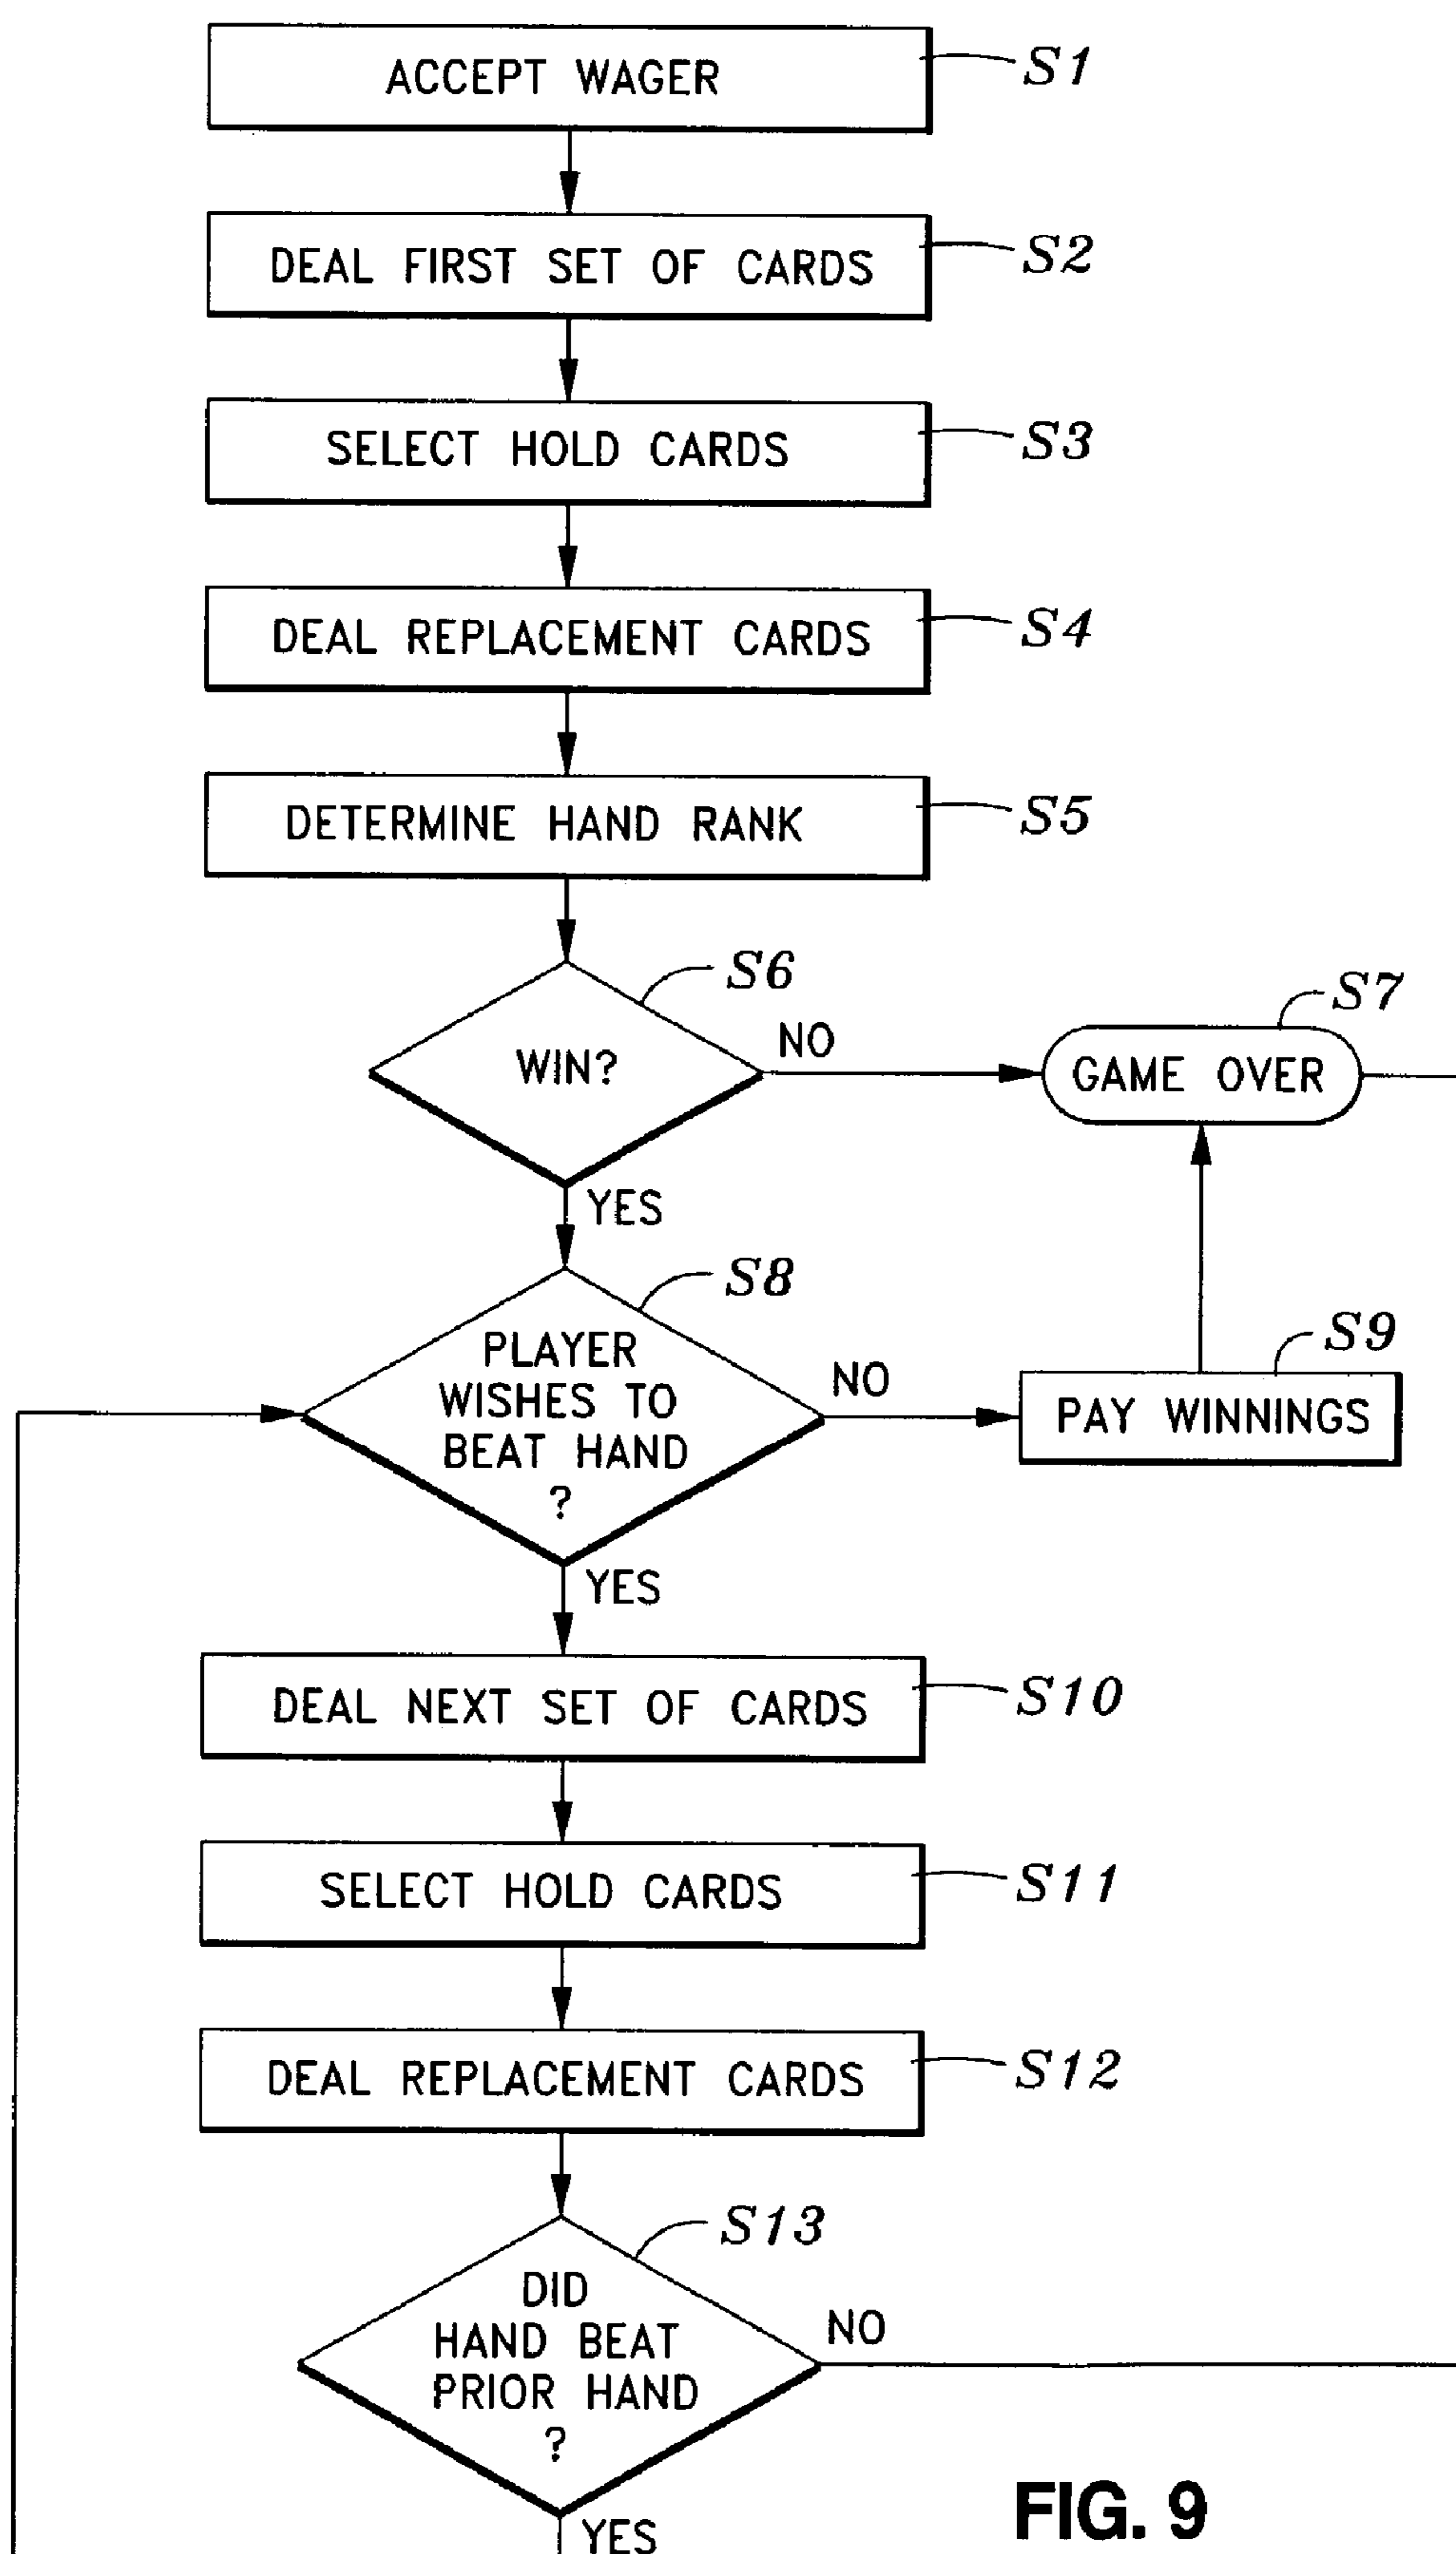 ACCEPT WAGER
S1
DEAL FIRST SET OF CARDS
S2
SELECT HOLD CARDS
S3
DEAL REPLACEMENT CARDS
S4
DETERMINE HAND RANK
S5
S6
WIN?
NO
S7
GAME OVER
YES
S8
PLAYER
WISHES TO
BEAT HAND
?
NO
S9
PAY WINNINGS
YES
DEAL NEXT SET OF CARDS
S10
SELECT HOLD CARDS
S11
DEAL REPLACEMENT CARDS
S12
S13
DID
HAND BEAT
PRIOR HAND
?
NO
YES
FIG. 9